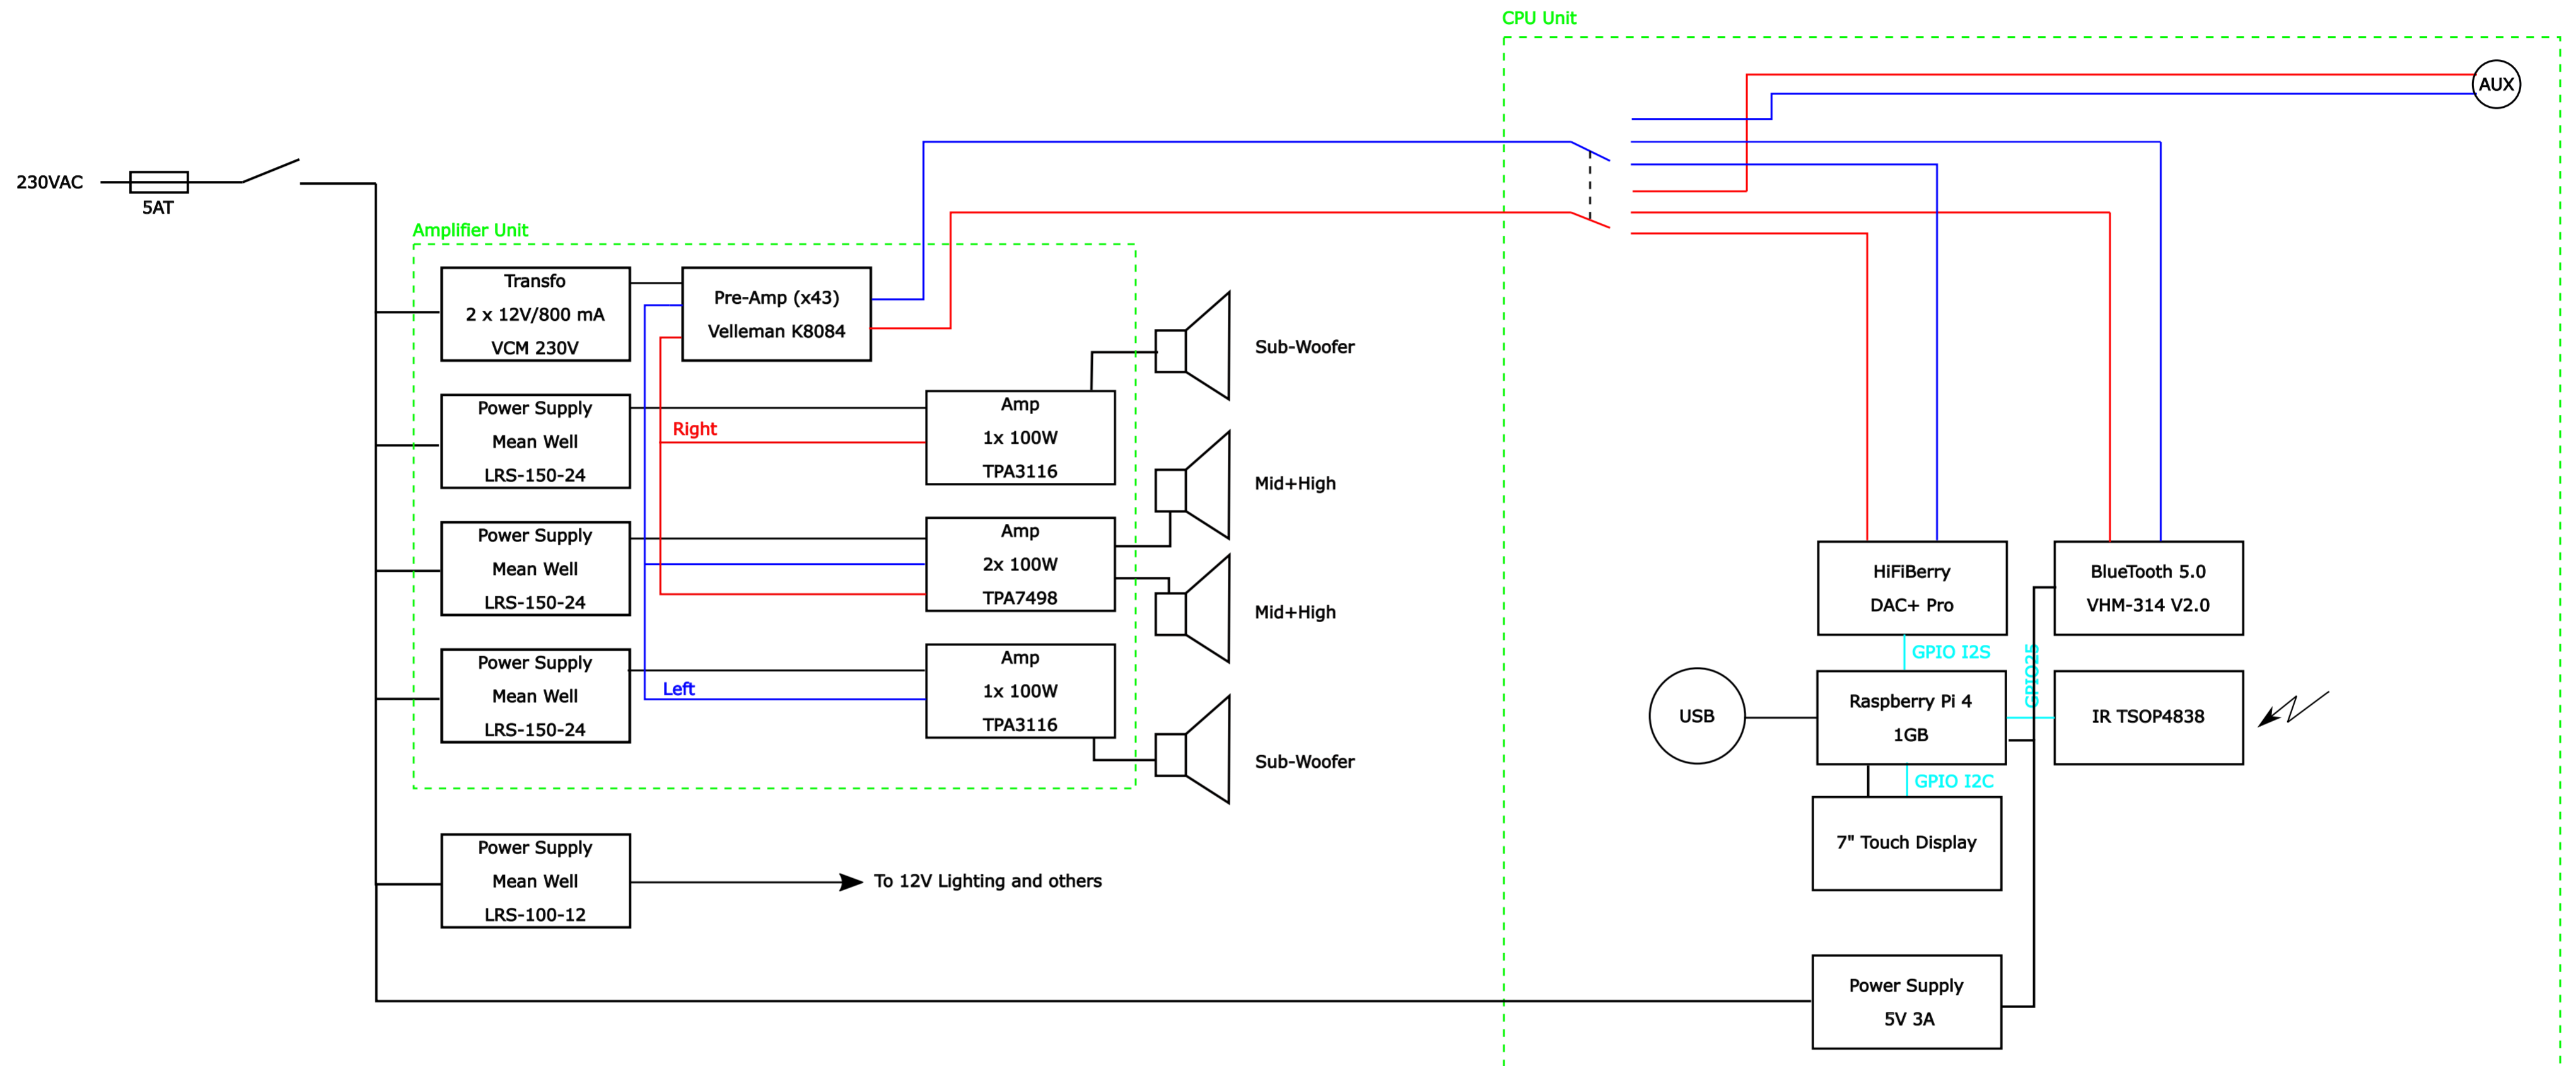 CPU Unit
AUX
230VAC
5AT
Amplifier Unit
Transfo
2 x 12V/800 mA
VCM 230V
Pre-Amp (x43)
Velleman K8084
Sub-Woofer
Power Supply
Mean Well
LRS-150-24
Right
Amp
1x 100W
TPA3116
Mid+High
Power Supply
Mean Well
LRS-150-24
Amp
2x 100W
TPA7498
Mid+High
Power Supply
Mean Well
LRS-150-24
Left
Amp
1x 100W
TPA3116
Sub-Woofer
Power Supply
Mean Well
LRS-100-12
To 12V Lighting and others
HiFiBerry
DAC+ Pro
BlueTooth 5.0
VHM-314 V2.0
GPIO I2S
GPIO25
USB
Raspberry Pi 4
1GB
IR TSOP4838
GPIO I2C
7" Touch Display
Power Supply
5V 3A